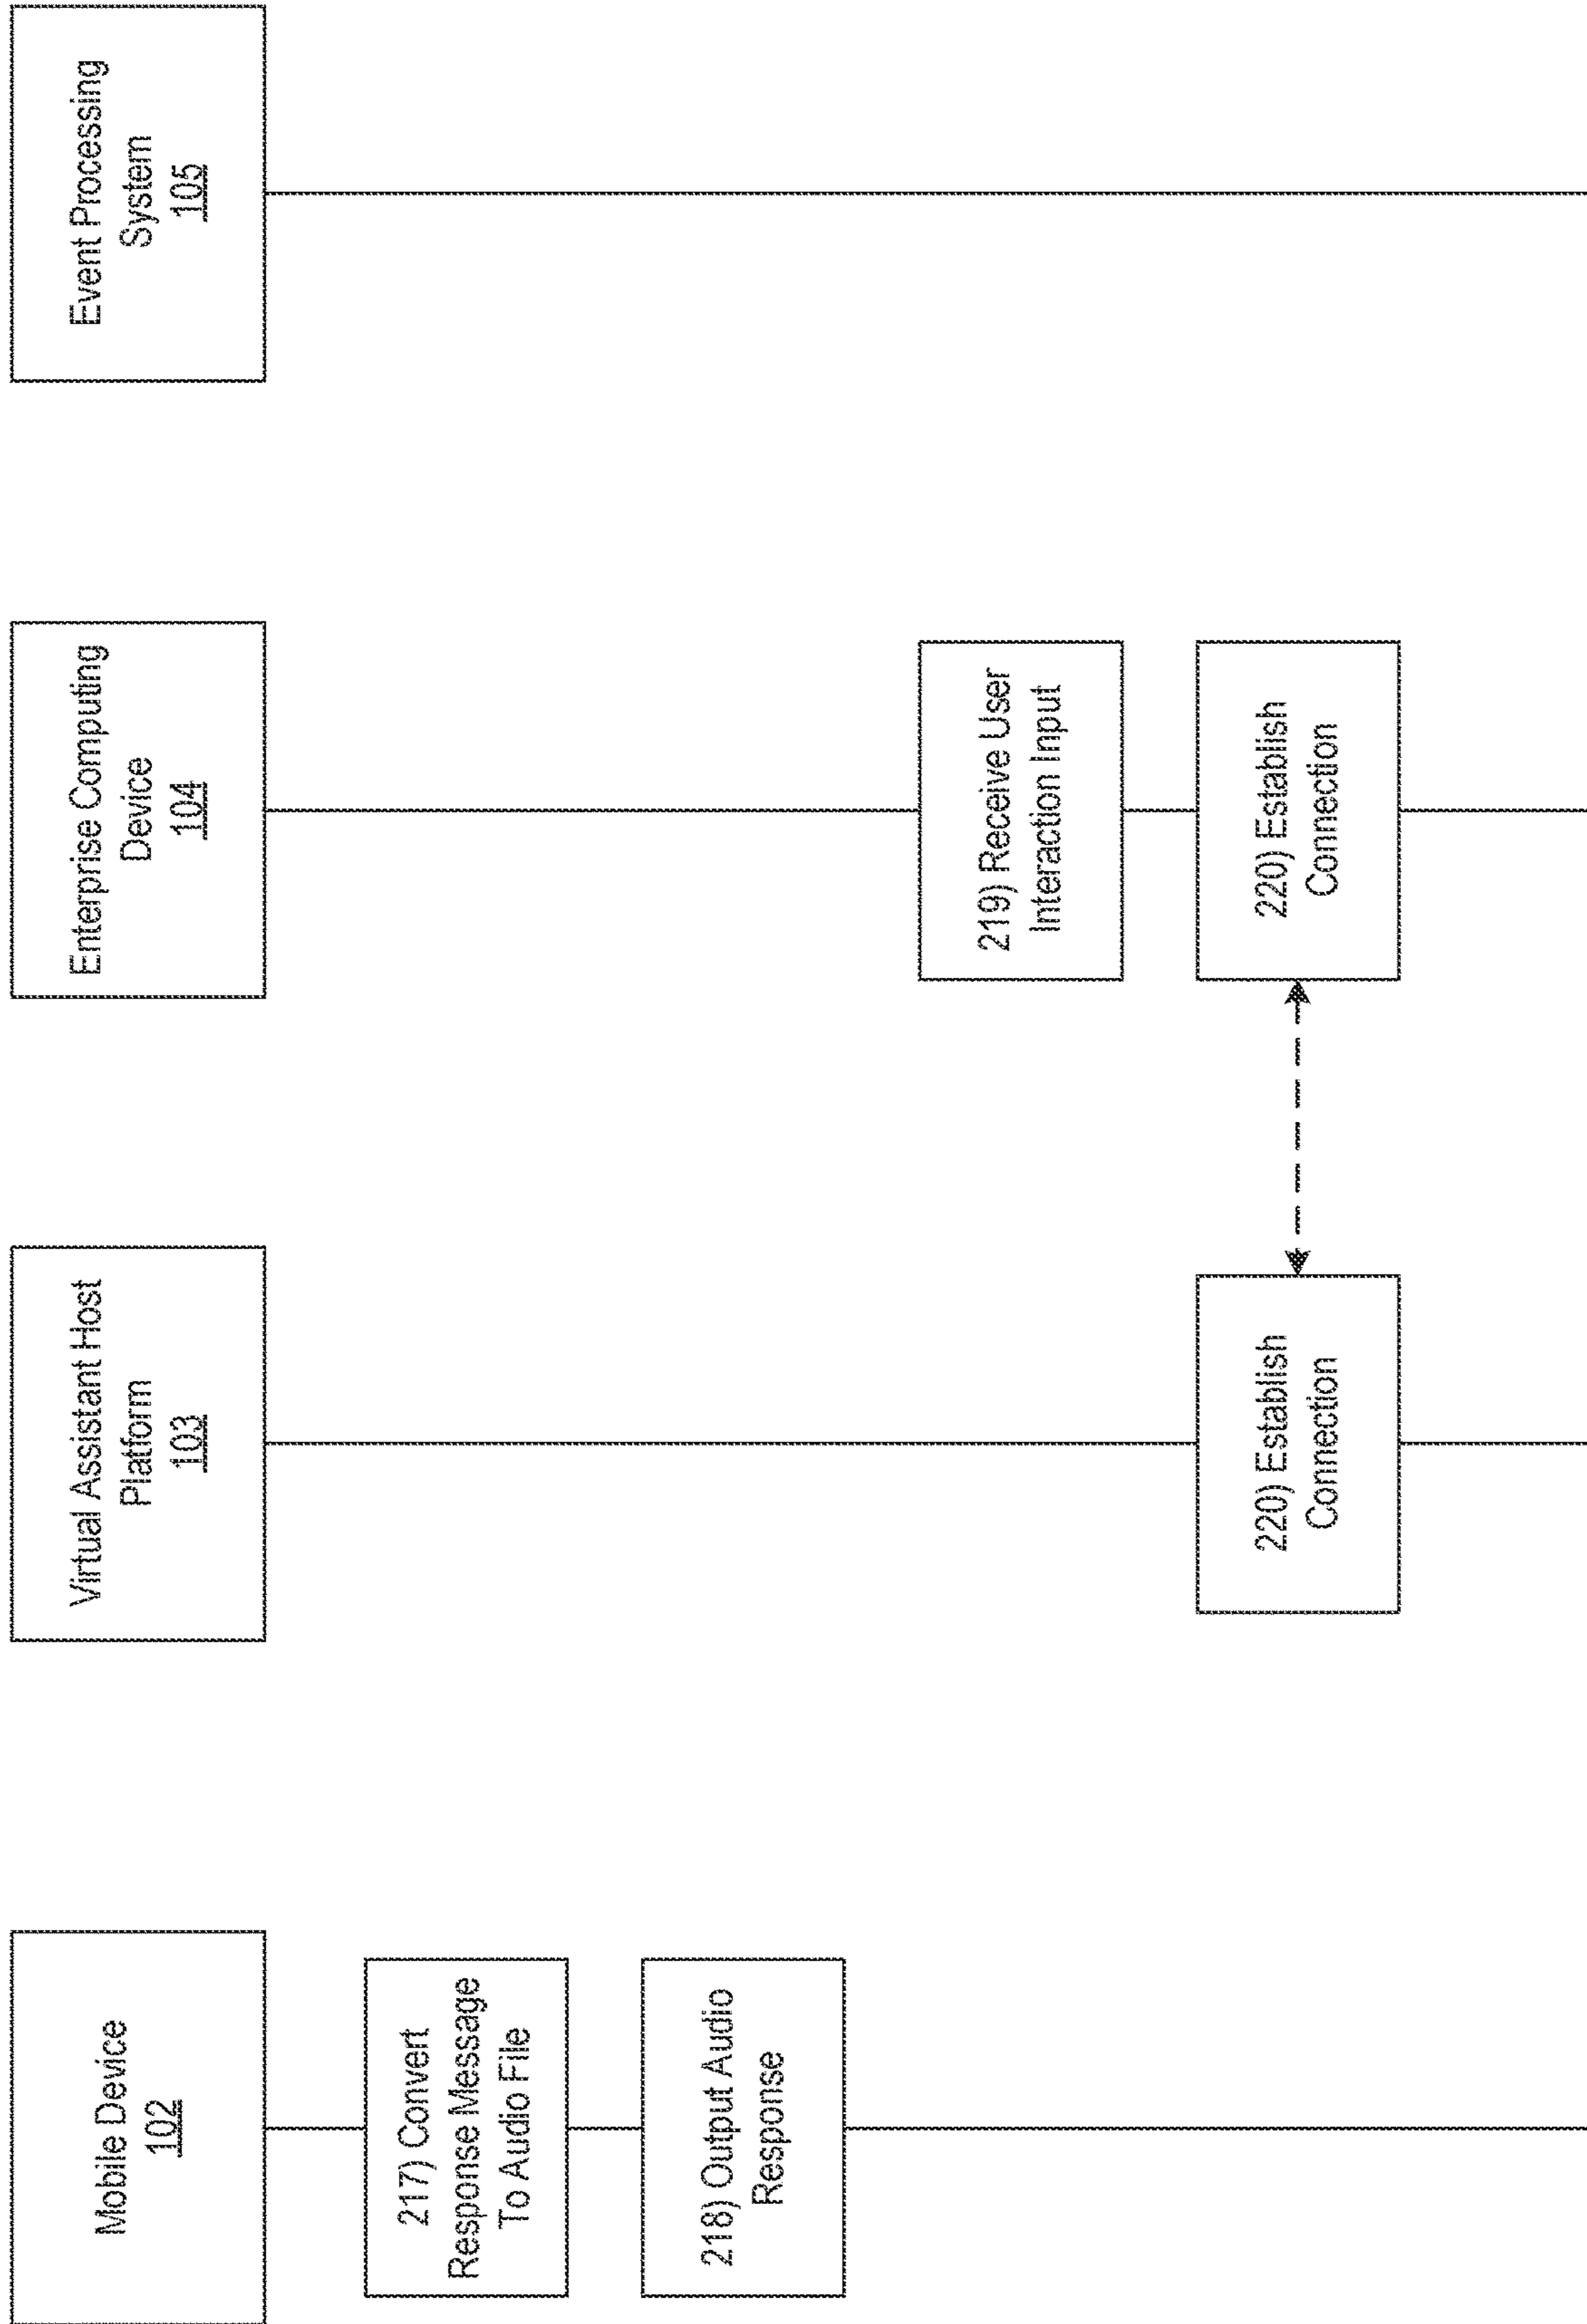 Mobile Device
102
Virtual Assistant Host
Platform
103
Enterprise Computing
Device
104
Event Processing
System
105
217) Convert
Response Message
To Audio File
218) Output Audio
Response
219) Receive User
Interaction Input
220) Establish
Connection
220) Establish
Connection